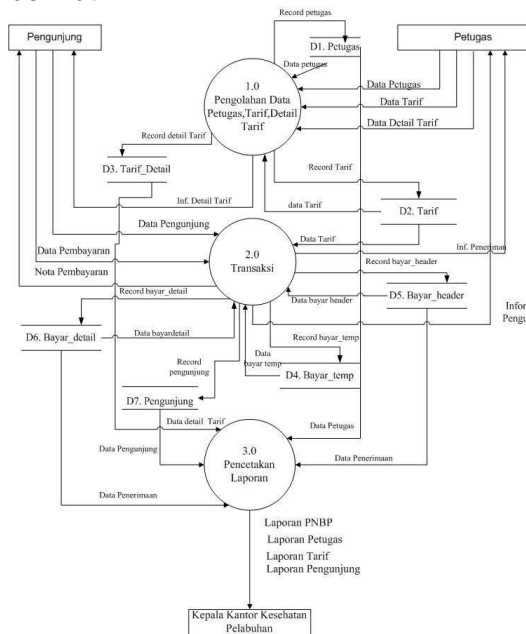 Record petugas
Pengunjung
Petugas
D1. Petugas
Data petugas
1.0
Pengolahan Data
Petugas,Tarif,Detail
Tarif
Data Petugas
Data Tarif
Data Detail Tarif
Record detail Tarif
D3. Tarif_Detail
Record Tarif
Inf. Detail Tarif
data Tarif
D2. Tarif
Data Pengunjung
Data Tarif
Data Pembayaran
2.0
Transaksi
Inf. Peneriman
Nota Pembayaran
Record bayar_header
Record bayar_detail
Data bayar header
D5. Bayar_header
Infor
Pengu
D6. Bayar_detail
Data bayardetail
Record bayar_temp
Record
pengunjung
Data
bayar temp
D4. Bayar_temp
D7. Pengunjung
Data detail Tarif
Data Petugas
Data Pengunjung
3.0
Pencetakan
Laporan
Data Penerimaan
Data Penerimaan
Laporan PNBP
Laporan Petugas
Laporan Tarif
Laporan Pengunjung
Kepala Kantor Kesehatan
Pelabuhan